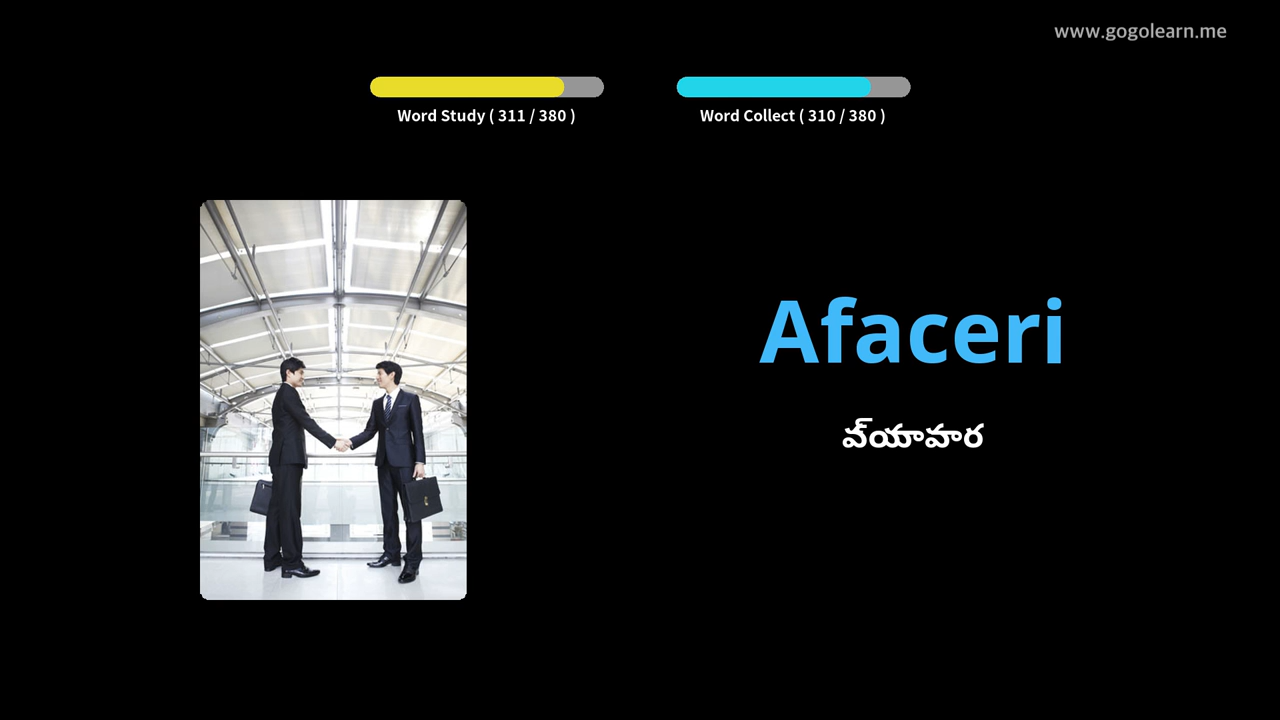 www.gogolearn.me
Word Study ( 311 / 380 )
Word Collect ( 310 / 380 )
Afaceri
వ్‌యాహార